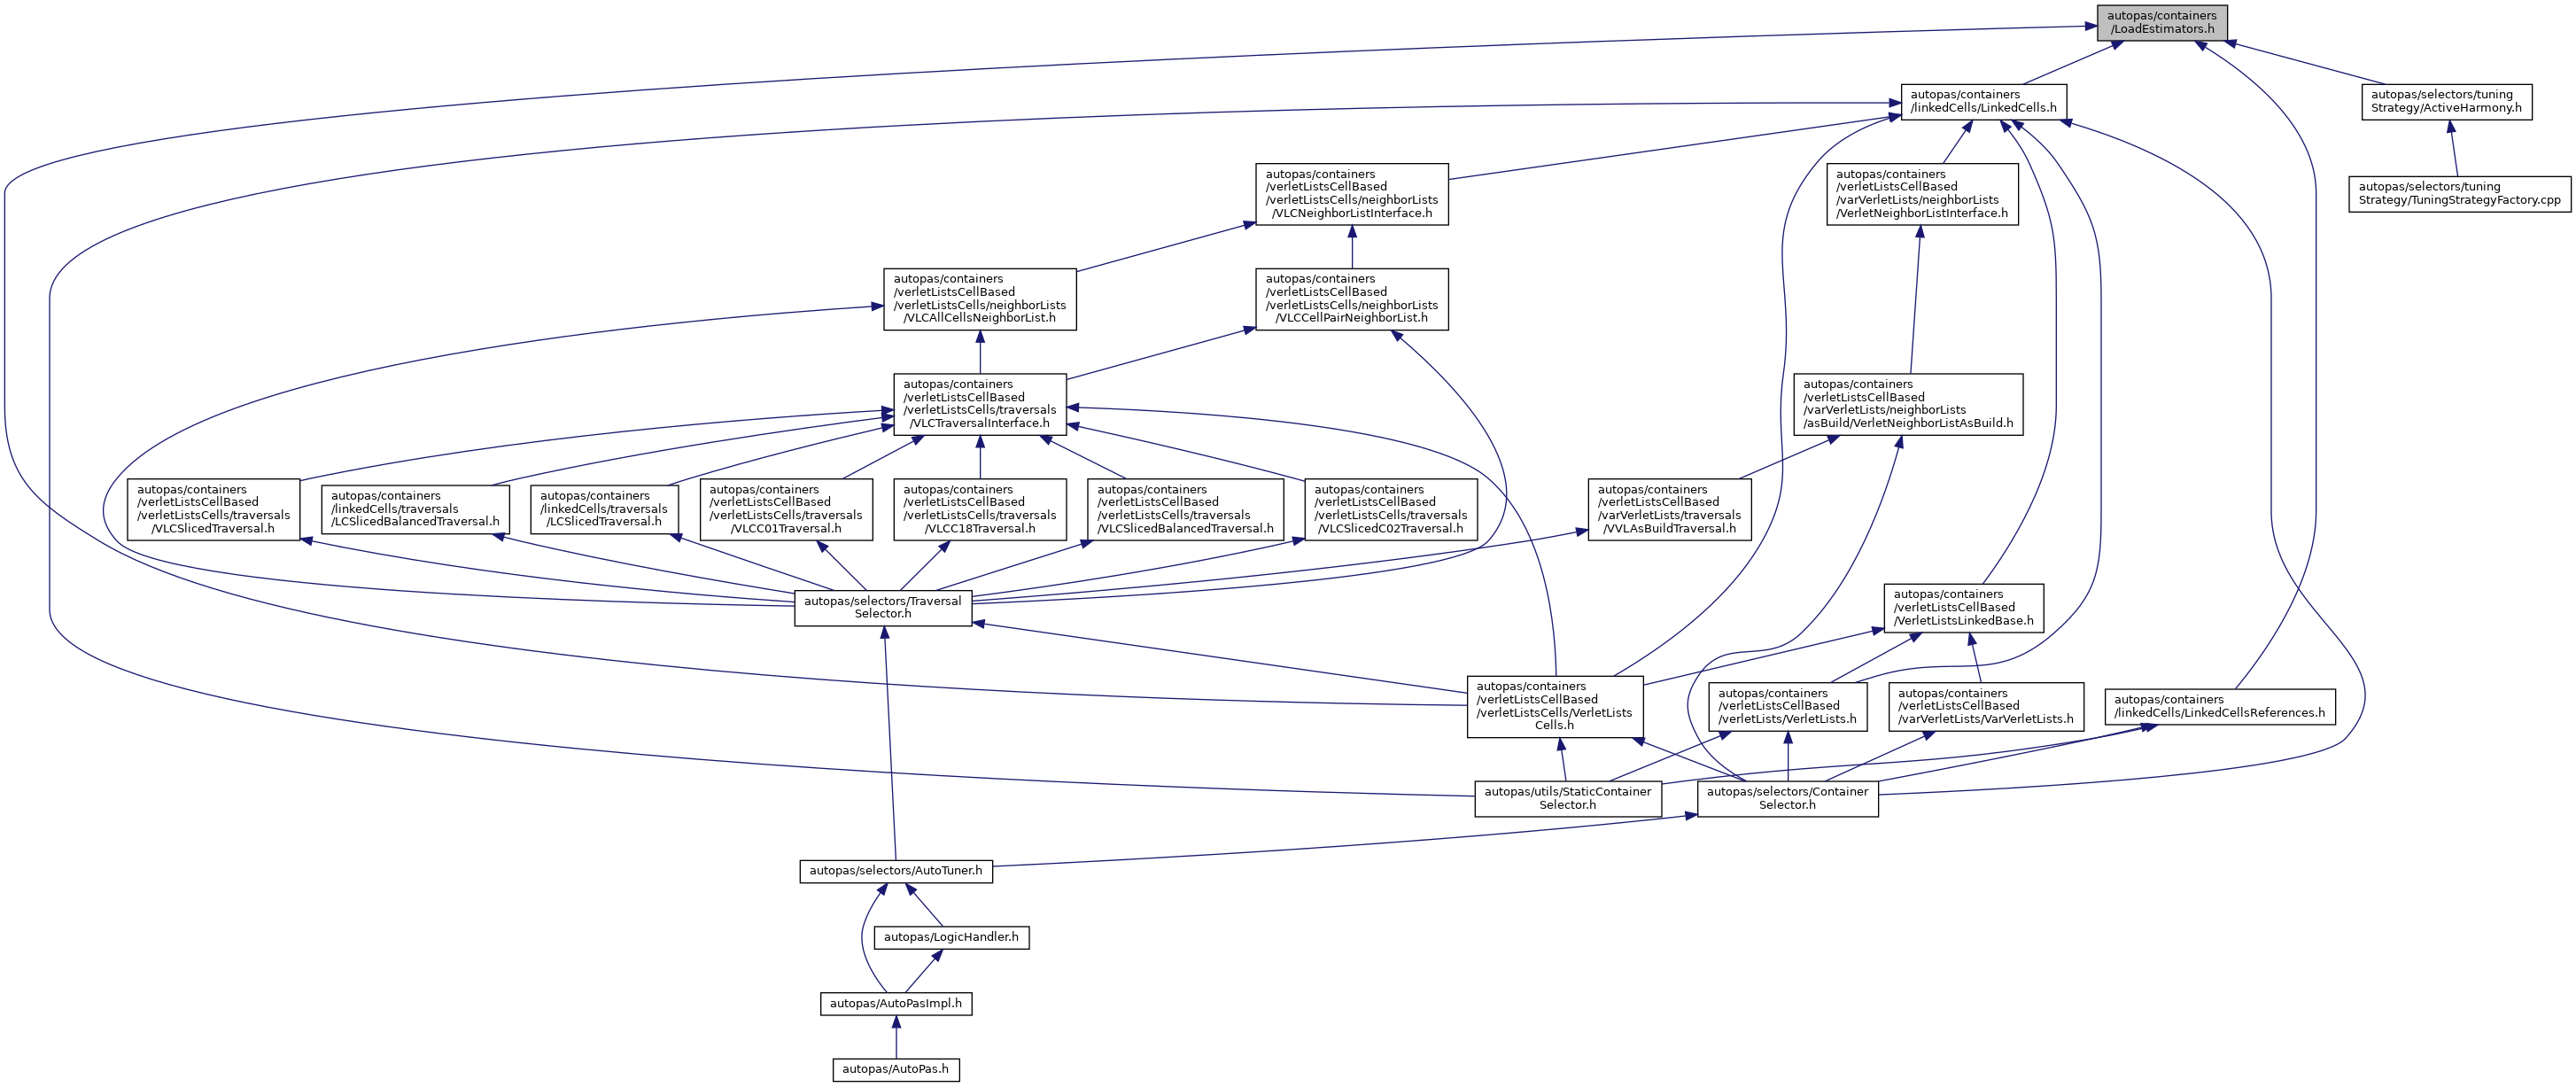 autopas/containers
/LoadEstimators.h
autopas/containers
/linkedCells/LinkedCells.h
autopas/selectors/tuning
Strategy/ActiveHarmony.h
autopas/containers
/verletListsCellBased
/verletListsCells/neighborLists
/VLCNeighborListInterface.h
autopas/containers
/verletListsCellBased
/varVerletLists/neighborLists
/VerletNeighborListInterface.h
autopas/selectors/tuning
Strategy/TuningStrategyFactory.cpp
autopas/containers
/verletListsCellBased
/verletListsCells/neighborLists
/VLCAllCellsNeighborList.h
autopas/containers
/verletListsCellBased
/verletListsCells/neighborLists
/VLCCellPairNeighborList.h
autopas/containers
/verletListsCellBased
/verletListsCells/traversals
/VLCTraversalInterface.h
autopas/containers
/verletListsCellBased
/varVerletLists/neighborLists
/asBuild/VerletNeighborListAsBuild.h
autopas/containers
/verletListsCellBased
/verletListsCells/traversals
/VLCSlicedTraversal.h
autopas/containers
/linkedCells/traversals
/LCSlicedBalancedTraversal.h
autopas/containers
/linkedCells/traversals
/LCSlicedTraversal.h
autopas/containers
/verletListsCellBased
/verletListsCells/traversals
/VLCC01Traversal.h
autopas/containers
/verletListsCellBased
/verletListsCells/traversals
/VLCC18Traversal.h
autopas/containers
/verletListsCellBased
/verletListsCells/traversals
/VLCSlicedBalancedTraversal.h
autopas/containers
/verletListsCellBased
/verletListsCells/traversals
/VLCSlicedC02Traversal.h
autopas/containers
/verletListsCellBased
/varVerletLists/traversals
/VVLAsBuildTraversal.h
autopas/selectors/Traversal
Selector.h
autopas/containers
/verletListsCellBased
/VerletListsLinkedBase.h
autopas/containers
/verletListsCellBased
/verletListsCells/VerletLists
Cells.h
autopas/containers
/verletListsCellBased
/verletLists/VerletLists.h
autopas/containers
/verletListsCellBased
/varVerletLists/VarVerletLists.h
autopas/containers
/linkedCells/LinkedCellsReferences.h
autopas/utils/StaticContainer
Selector.h
autopas/selectors/Container
Selector.h
autopas/selectors/AutoTuner.h
autopas/LogicHandler.h
autopas/AutoPasImpl.h
autopas/AutoPas.h